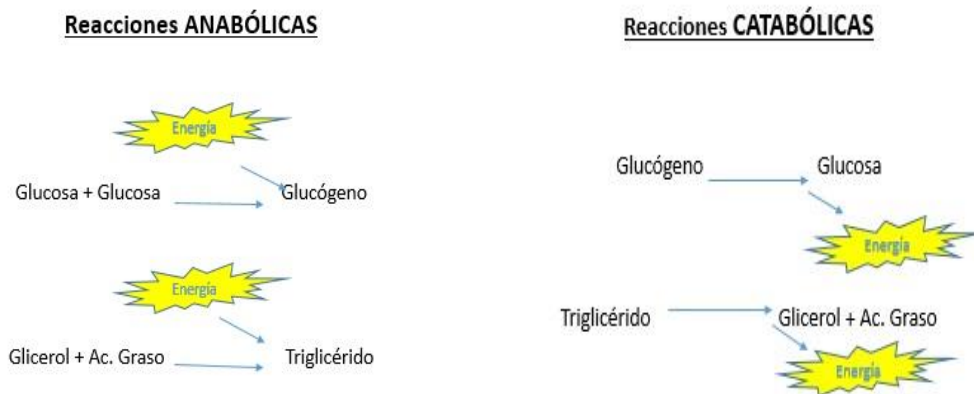 Reacciones ANABÓLICAS
Energía
Glucosa + Glucosa
Glucógeno
Energía
Glicerol + Ac. Graso
Triglicérido
Reacciones CATABÓLICAS
Glucógeno
Glucosa
Energía
Triglicérido
Glicerol + Ac. Graso
Energía